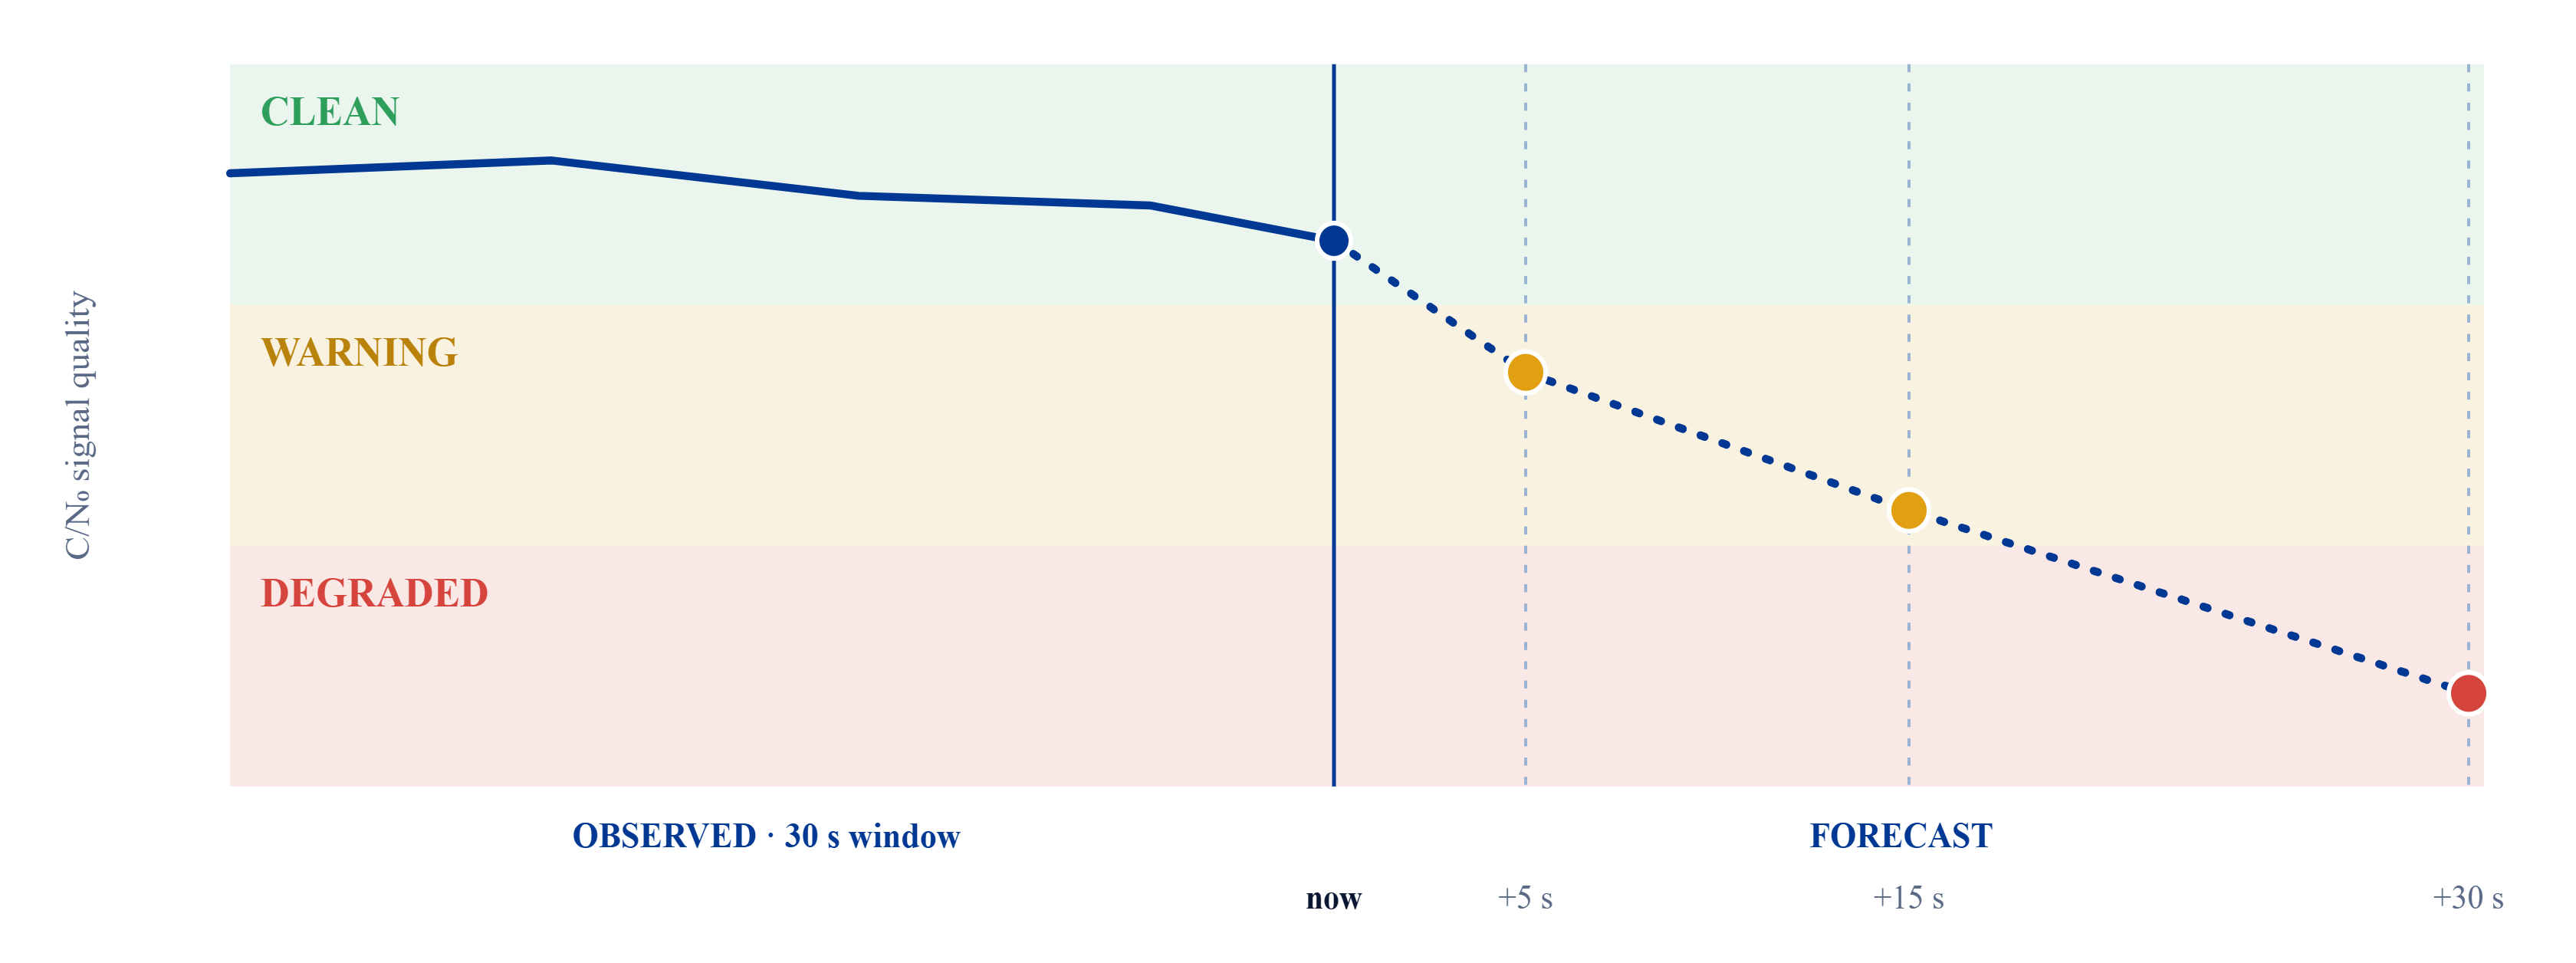 CLEAN
WARNING
DEGRADED
C/N₀ signal quality
OBSERVED · 30 s window
FORECAST
now
+5 s
+15 s
+30 s